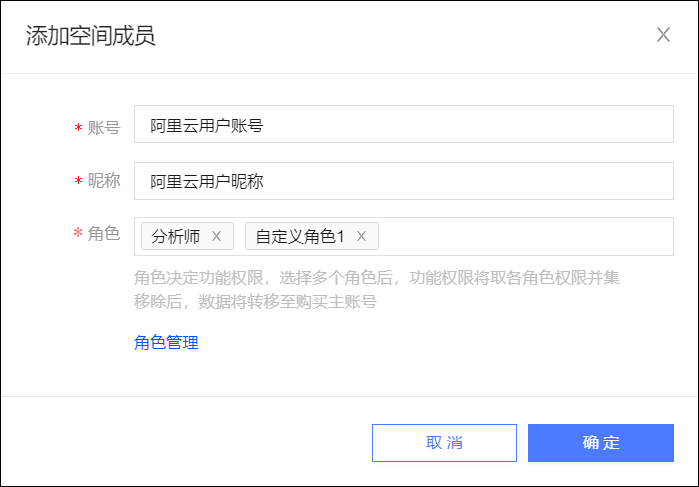 添加空间成员 X
* 账号 阿里云用户账号
* 昵称 阿里云用户昵称
* 角色 分析师 X 自定义角色1 X
角色决定功能权限，选择多个角色后，功能权限将取各角色权限并集
移除后，数据将转移至购买主账号
角色管理
取 消 确 定